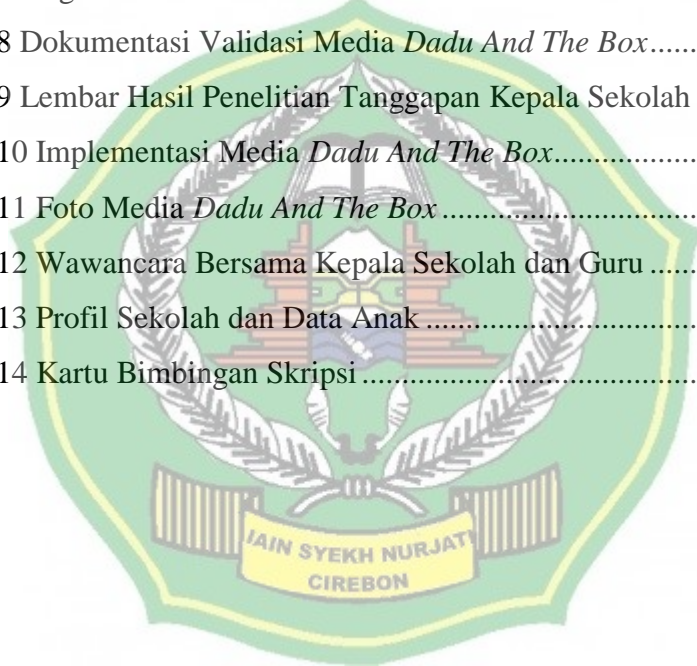 8 Dokumentasi Validasi Media Dadu And The Box......
9 Lembar Hasil Penelitian Tanggapan Kepala Sekolah
10 Implementasi Media Dadu And The Box..................
11 Foto Media Dadu And The Box................................
12 Wawancara Bersama Kepala Sekolah dan Guru......
13 Profil Sekolah dan Data Anak..................................
14 Kartu Bimbingan Skripsi..........................................
IAIN SYEKH NURJATI
CIREBON